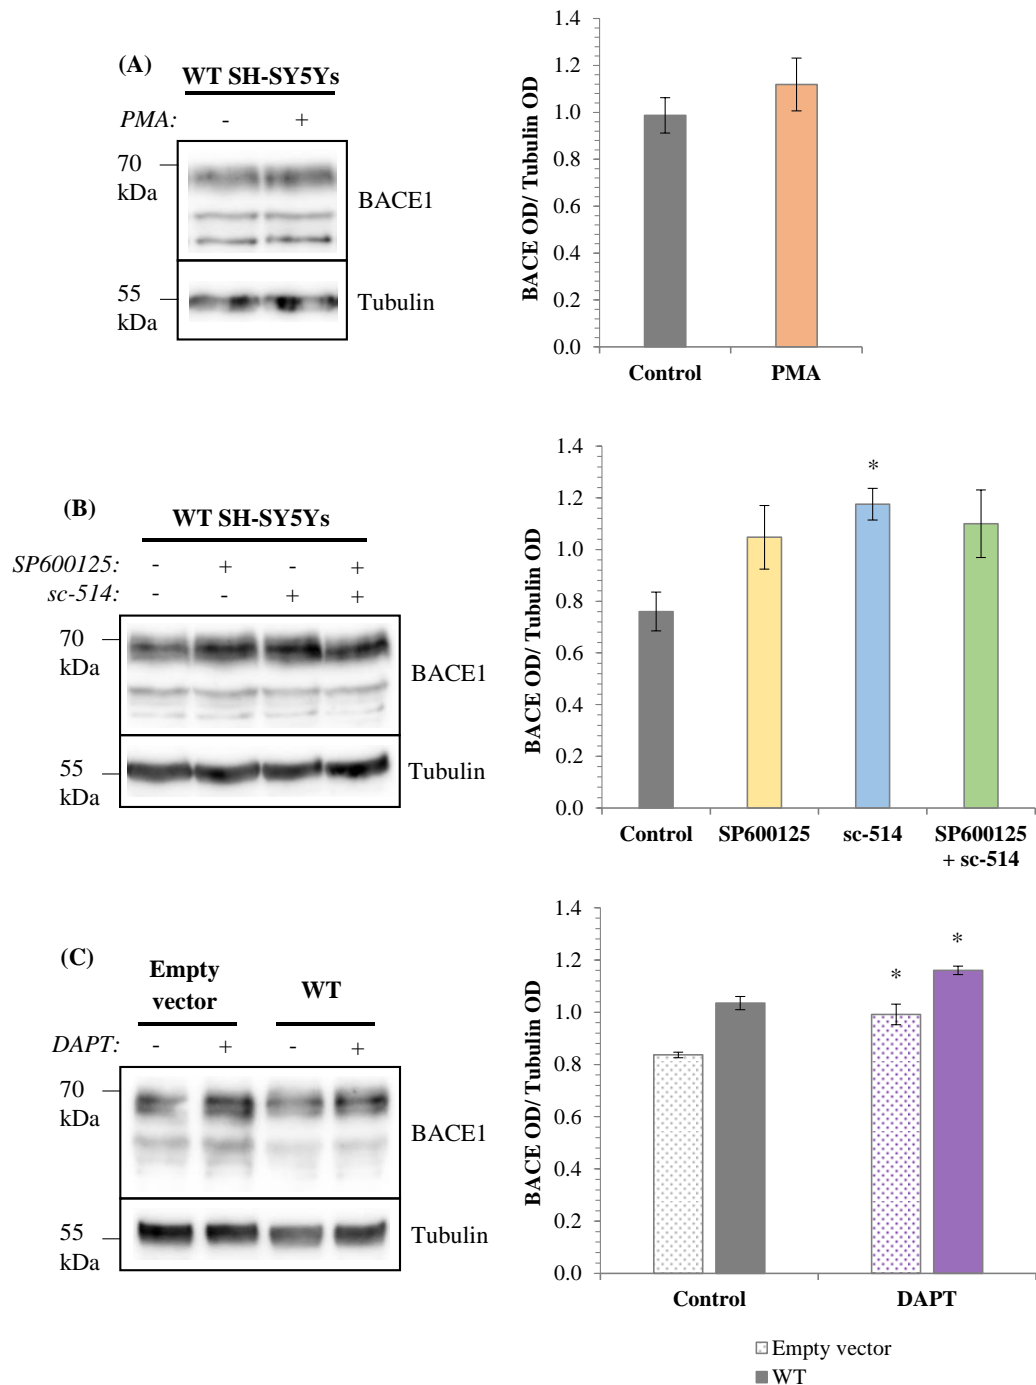 (A)
WT SH-SY5Ys
PMA: - +
70
kDa
BACE1
55
kDa
Tubulin
BACE OD/ Tubulin OD
1.4
1.2
1.0
0.8
0.6
0.4
0.2
0.0
Control PMA
(B)
WT SH-SY5Ys
SP600125: - + - +
sc-514: - - + +
70
kDa
BACE1
55
kDa
Tubulin
BACE OD/ Tubulin OD
1.4
1.2
1.0
0.8
0.6
0.4
0.2
0.0
*
Control SP600125 sc-514 SP600125
+ sc-514
(C)
Empty
vector
WT
DAPT: - + - +
70
kDa
BACE1
55
kDa
Tubulin
BACE OD/ Tubulin OD
1.4
1.2
1.0
0.8
0.6
0.4
0.2
0.0
*
*
Control DAPT
Empty vector
WT